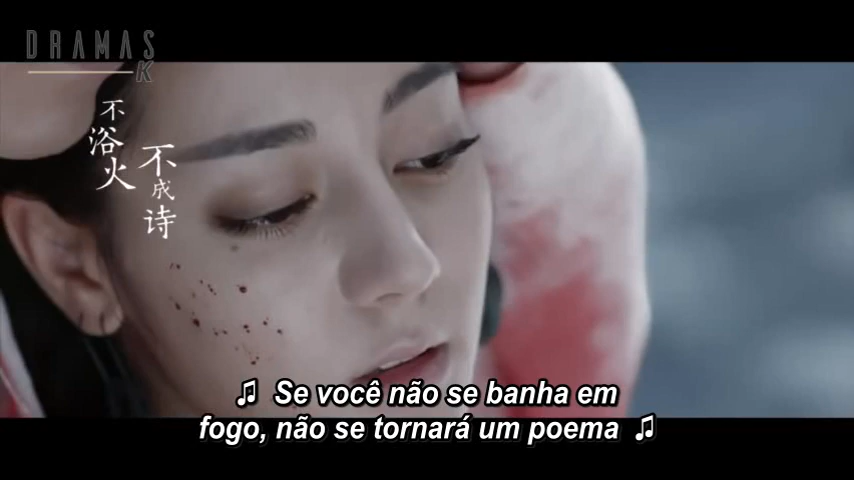 DRAMAS
K
不浴火
不成诗
♫ Se você não se banha em
fogo, não se tornará um poema ♫